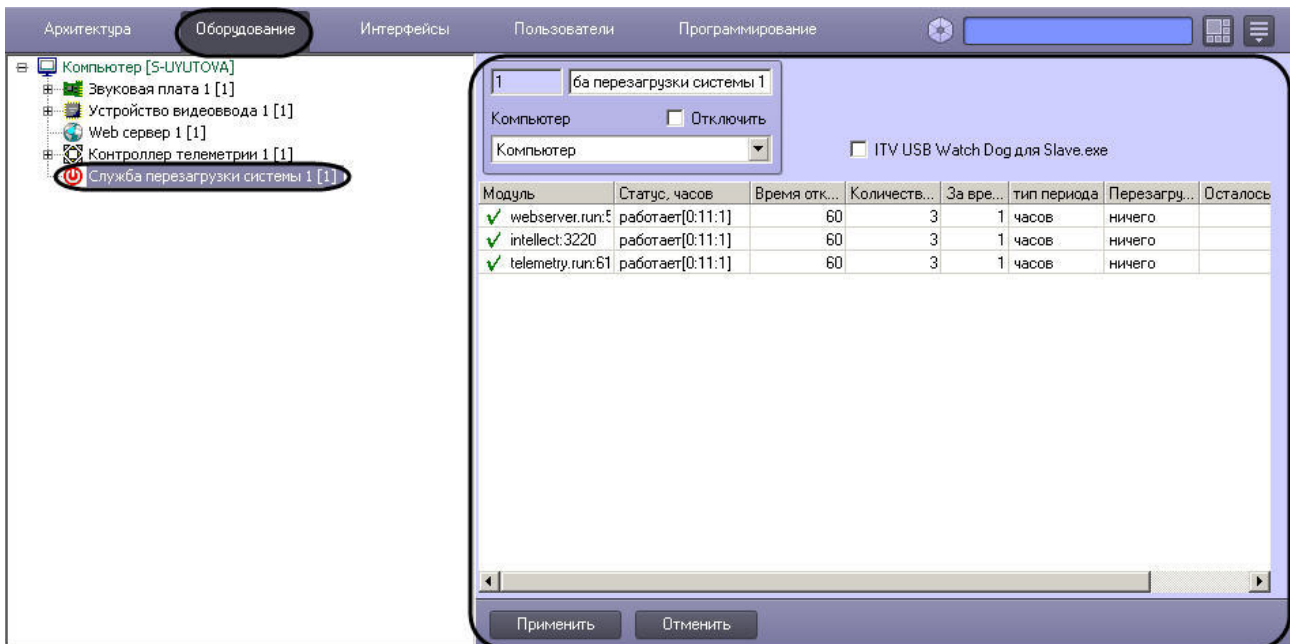 Архитектура Оборудование Интерфейсы Пользователи Программирование
Компьютер [S-UYUTOVA]
Звуковая плата 1 [1]
Устройство видеоввода 1 [1]
Web сервер 1 [1]
Контроллер телеметрии 1 [1]
Служба перезагрузки системы 1 [1]
1 ба перезагрузки системы 1
Компьютер Отключить
Компьютер
ITV USB Watch Dog для Slave.exe
Модуль Статус, часов Время отк... Количеств... За вре... тип периода Перезагру... Осталось
webserver.run:5 работает[0:11:1] 60 3 1 часов ничего
intellect:3220 работает[0:11:1] 60 3 1 часов ничего
telemetry.run:61 работает[0:11:1] 60 3 1 часов ничего
Применить Отменить